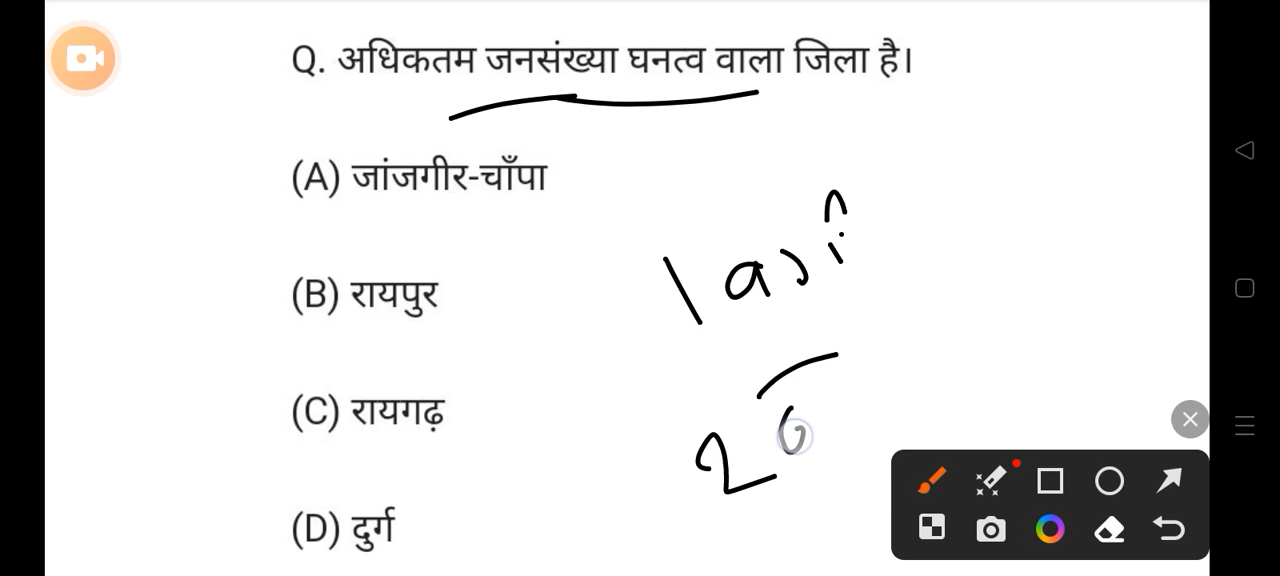 Q. अधिकतम जनसंख्या घनत्व वाला जिला है।
(A) जांजगीर-चाँपा
(B) रायपुर
(C) रायगढ़
(D) दुर्ग